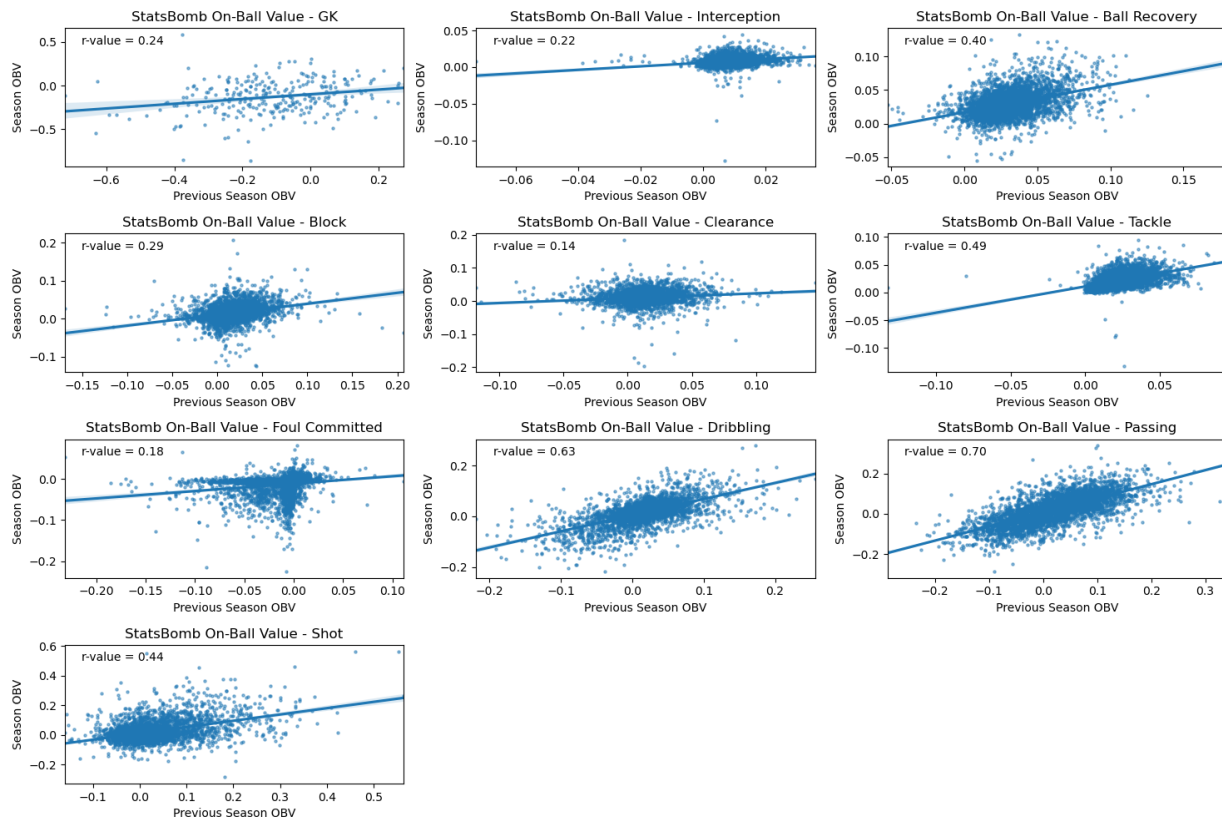 StatsBomb On-Ball Value - GK
r-value = 0.24
Season OBV
0.5
0.0
−0.5
−0.6 −0.4 −0.2 0.0 0.2
Previous Season OBV
StatsBomb On-Ball Value - Interception
r-value = 0.22
Season OBV
0.05
0.00
−0.05
−0.10
−0.06 −0.04 −0.02 0.00 0.02
Previous Season OBV
StatsBomb On-Ball Value - Ball Recovery
r-value = 0.40
Season OBV
0.10
0.05
0.00
−0.05
−0.05 0.00 0.05 0.10 0.15
Previous Season OBV
StatsBomb On-Ball Value - Block
r-value = 0.29
Season OBV
0.2
0.1
0.0
−0.1
−0.15 −0.10 −0.05 0.00 0.05 0.10 0.15 0.20
Previous Season OBV
StatsBomb On-Ball Value - Clearance
r-value = 0.14
Season OBV
0.2
0.1
0.0
−0.1
−0.2
−0.10 −0.05 0.00 0.05 0.10
Previous Season OBV
StatsBomb On-Ball Value - Tackle
r-value = 0.49
Season OBV
0.10
0.05
0.00
−0.05
−0.10
−0.10 −0.05 0.00 0.05
Previous Season OBV
StatsBomb On-Ball Value - Foul Committed
r-value = 0.18
Season OBV
0.0
−0.1
−0.2
−0.20 −0.15 −0.10 −0.05 0.00 0.05 0.10
Previous Season OBV
StatsBomb On-Ball Value - Dribbling
r-value = 0.63
Season OBV
0.2
0.0
−0.2
−0.2 −0.1 0.0 0.1 0.2
Previous Season OBV
StatsBomb On-Ball Value - Passing
r-value = 0.70
Season OBV
0.2
0.0
−0.2
−0.2 −0.1 0.0 0.1 0.2 0.3
Previous Season OBV
StatsBomb On-Ball Value - Shot
r-value = 0.44
Season OBV
0.6
0.4
0.2
0.0
−0.2
−0.1 0.0 0.1 0.2 0.3 0.4 0.5
Previous Season OBV